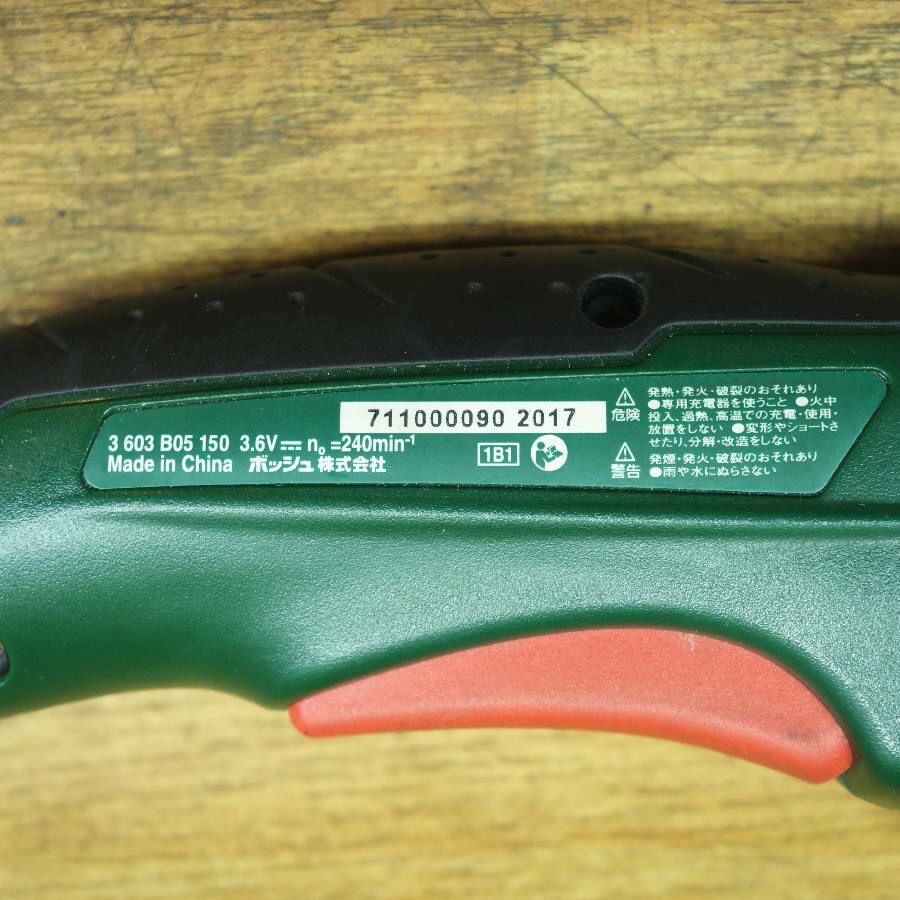 711000090 2017
3 603 B05 150 3.6V n₀=240min⁻¹
Made in China ボッシュ株式会社
1B1
危険
発熱・発火・破裂のおそれあり
●専用充電器を使うこと ●火中
投入、過熱、高温での充電・使用・
放置をしない ●変形やショートさ
せたり、分解・改造をしない
警告
発煙・発火・破裂のおそれあり
●雨や水にぬらさない